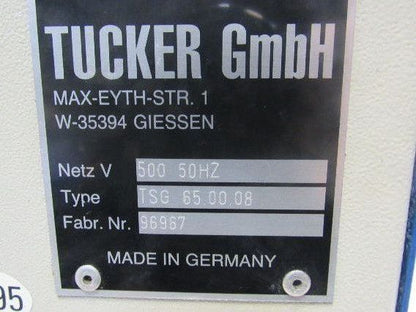 TUCKER GmbH
MAX-EYTH-STR. 1
W-35394 GIESSEN
Netz V 500 50HZ
Type TSG 65.00.08
Fabr. Nr. 96967
MADE IN GERMANY
95